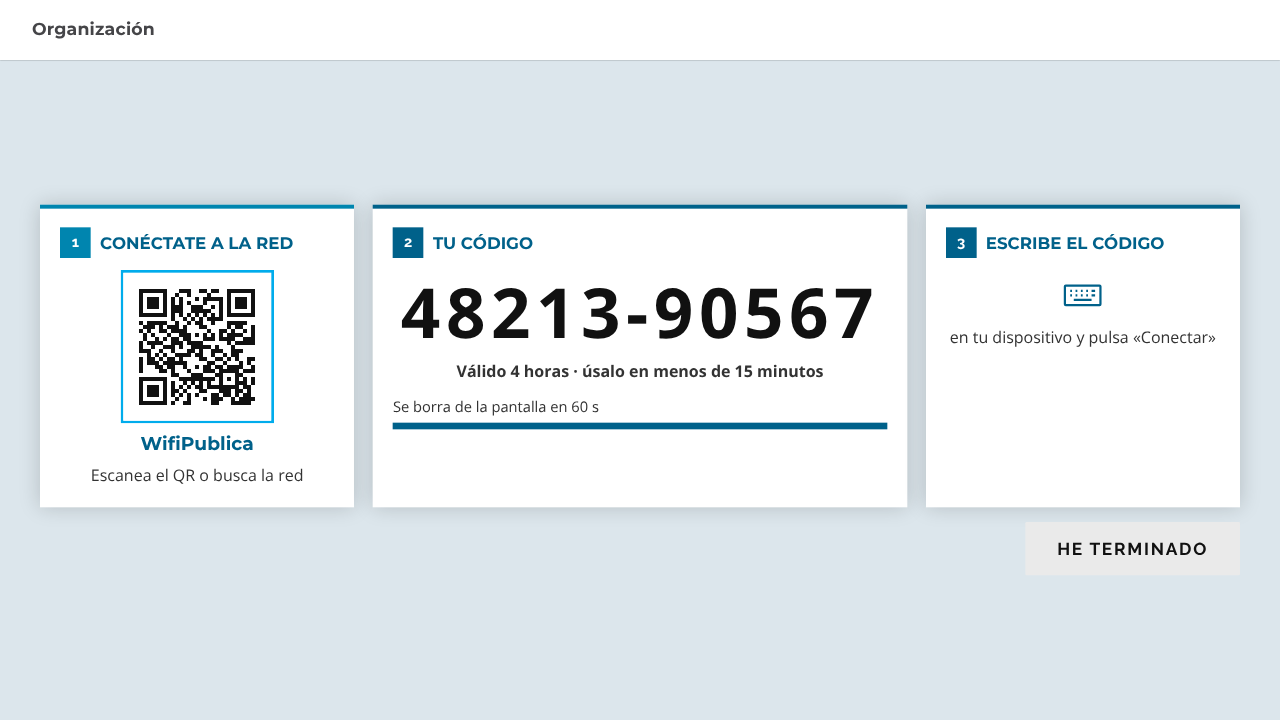 Organización
1 CONÉCTATE A LA RED
WifiPublica
Escanea el QR o busca la red
2 TU CÓDIGO
48213-90567
Válido 4 horas · úsalo en menos de 15 minutos
Se borra de la pantalla en 60 s
3 ESCRIBE EL CÓDIGO
en tu dispositivo y pulsa «Conectar»
HE TERMINADO